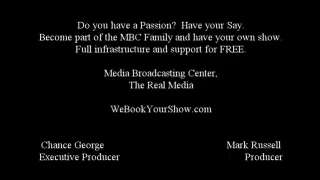 Do you have a Passion? Have your Say.
Become part of the MBC Family and have your own show.
Full infrastructure and support for FREE.
Media Broadcasting Center,
The Real Media
WeBookYourShow.com
Chance George Mark Russell
Executive Producer Producer